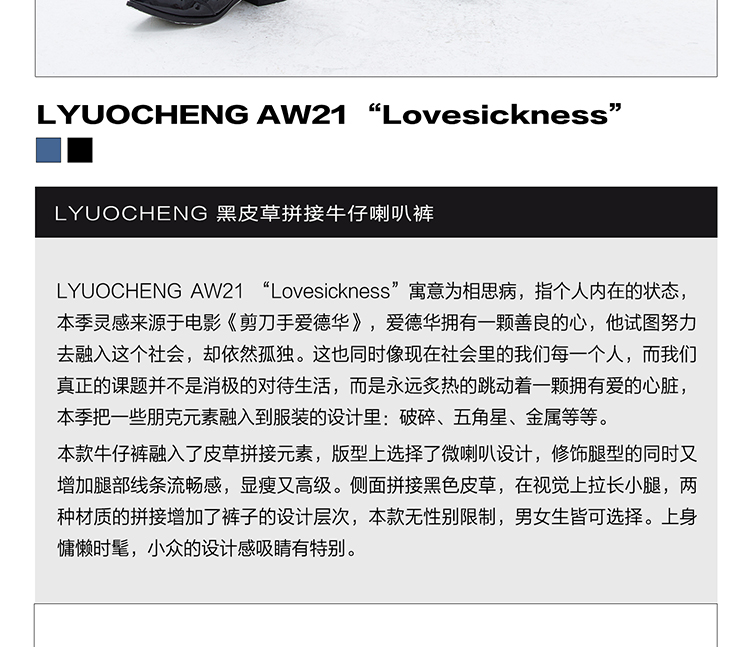 LYUOCHENG AW21 “Lovesickness”
LYUOCHENG 黑皮草拼接牛仔喇叭裤
LYUOCHENG AW21 “Lovesickness”寓意为相思病，指个人内在的状态，
本季灵感来源于电影《剪刀手爱德华》，爱德华拥有一颗善良的心，他试图努力
去融入这个社会，却依然孤独。这也同时像现在社会里的我们每一个人，而我们
真正的课题并不是消极的对待生活，而是永远炙热的跳动着一颗拥有爱的心脏，
本季把一些朋克元素融入到服装的设计里：破碎、五角星、金属等等。
本款牛仔裤融入了皮草拼接元素，版型上选择了微喇叭设计，修饰腿型的同时又
增加腿部线条流畅感，显瘦又高级。侧面拼接黑色皮草，在视觉上拉长小腿，两
种材质的拼接增加了裤子的设计层次，本款无性别限制，男女生皆可选择。上身
慵懒时髦，小众的设计感吸睛有特别。